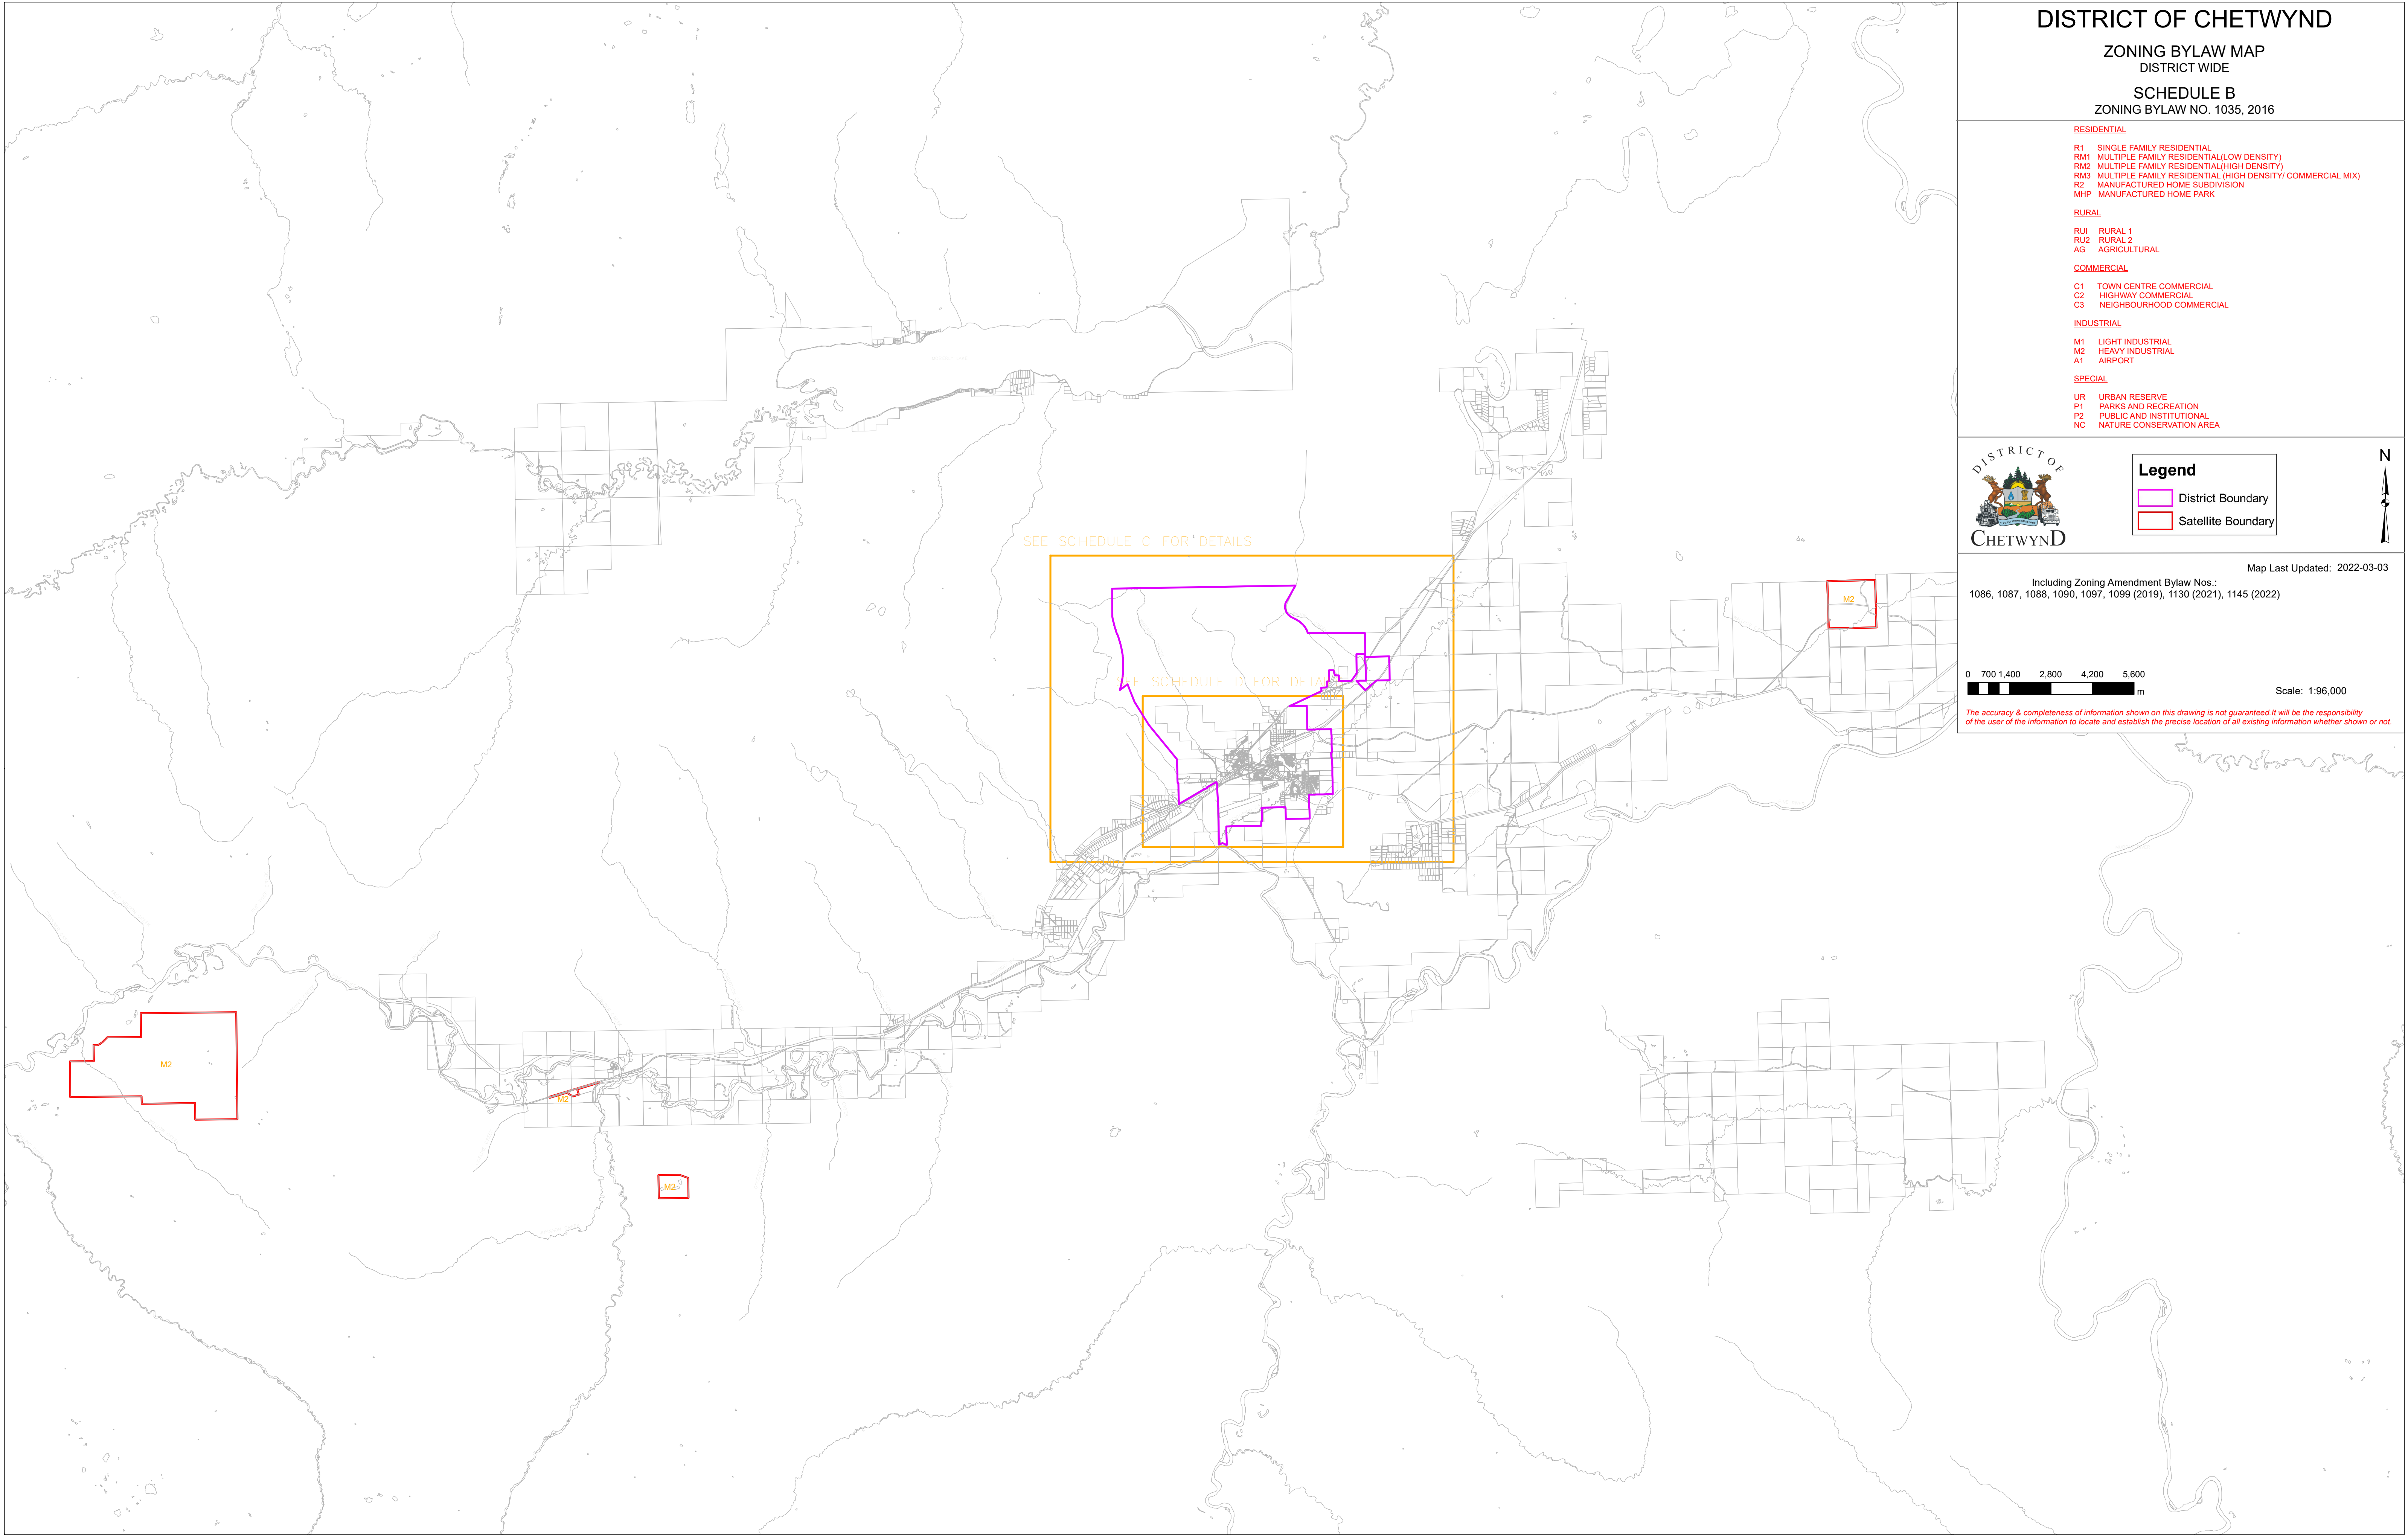 DISTRICT OF CHETWYND
ZONING BYLAW MAP
DISTRICT WIDE
SCHEDULE B
ZONING BYLAW NO. 1035, 2016
RESIDENTIAL
R1 SINGLE FAMILY RESIDENTIAL
RM1 MULTIPLE FAMILY RESIDENTIAL(LOW DENSITY)
RM2 MULTIPLE FAMILY RESIDENTIAL(HIGH DENSITY)
RM3 MULTIPLE FAMILY RESIDENTIAL (HIGH DENSITY/ COMMERCIAL MIX)
R2 MANUFACTURED HOME SUBDIVISION
MHP MANUFACTURED HOME PARK
RURAL
RUI RURAL 1
RU2 RURAL 2
AG AGRICULTURAL
COMMERCIAL
C1 TOWN CENTRE COMMERCIAL
C2 HIGHWAY COMMERCIAL
C3 NEIGHBOURHOOD COMMERCIAL
INDUSTRIAL
M1 LIGHT INDUSTRIAL
M2 HEAVY INDUSTRIAL
A1 AIRPORT
SPECIAL
UR URBAN RESERVE
P1 PARKS AND RECREATION
P2 PUBLIC AND INSTITUTIONAL
NC NATURE CONSERVATION AREA
DISTRICT OF
CHETWYND
Legend
District Boundary
Satellite Boundary
N
Map Last Updated: 2022-03-03
Including Zoning Amendment Bylaw Nos.:
1086, 1087, 1088, 1090, 1097, 1099 (2019), 1130 (2021), 1145 (2022)
0 700 1,400 2,800 4,200 5,600
m
Scale: 1:96,000
The accuracy & completeness of information shown on this drawing is not guaranteed.It will be the responsibility
of the user of the information to locate and establish the precise location of all existing information whether shown or not.
SEE SCHEDULE C FOR DETAILS
M2
SEE SCHEDULE D FOR DETAILS
M2
M2
M2